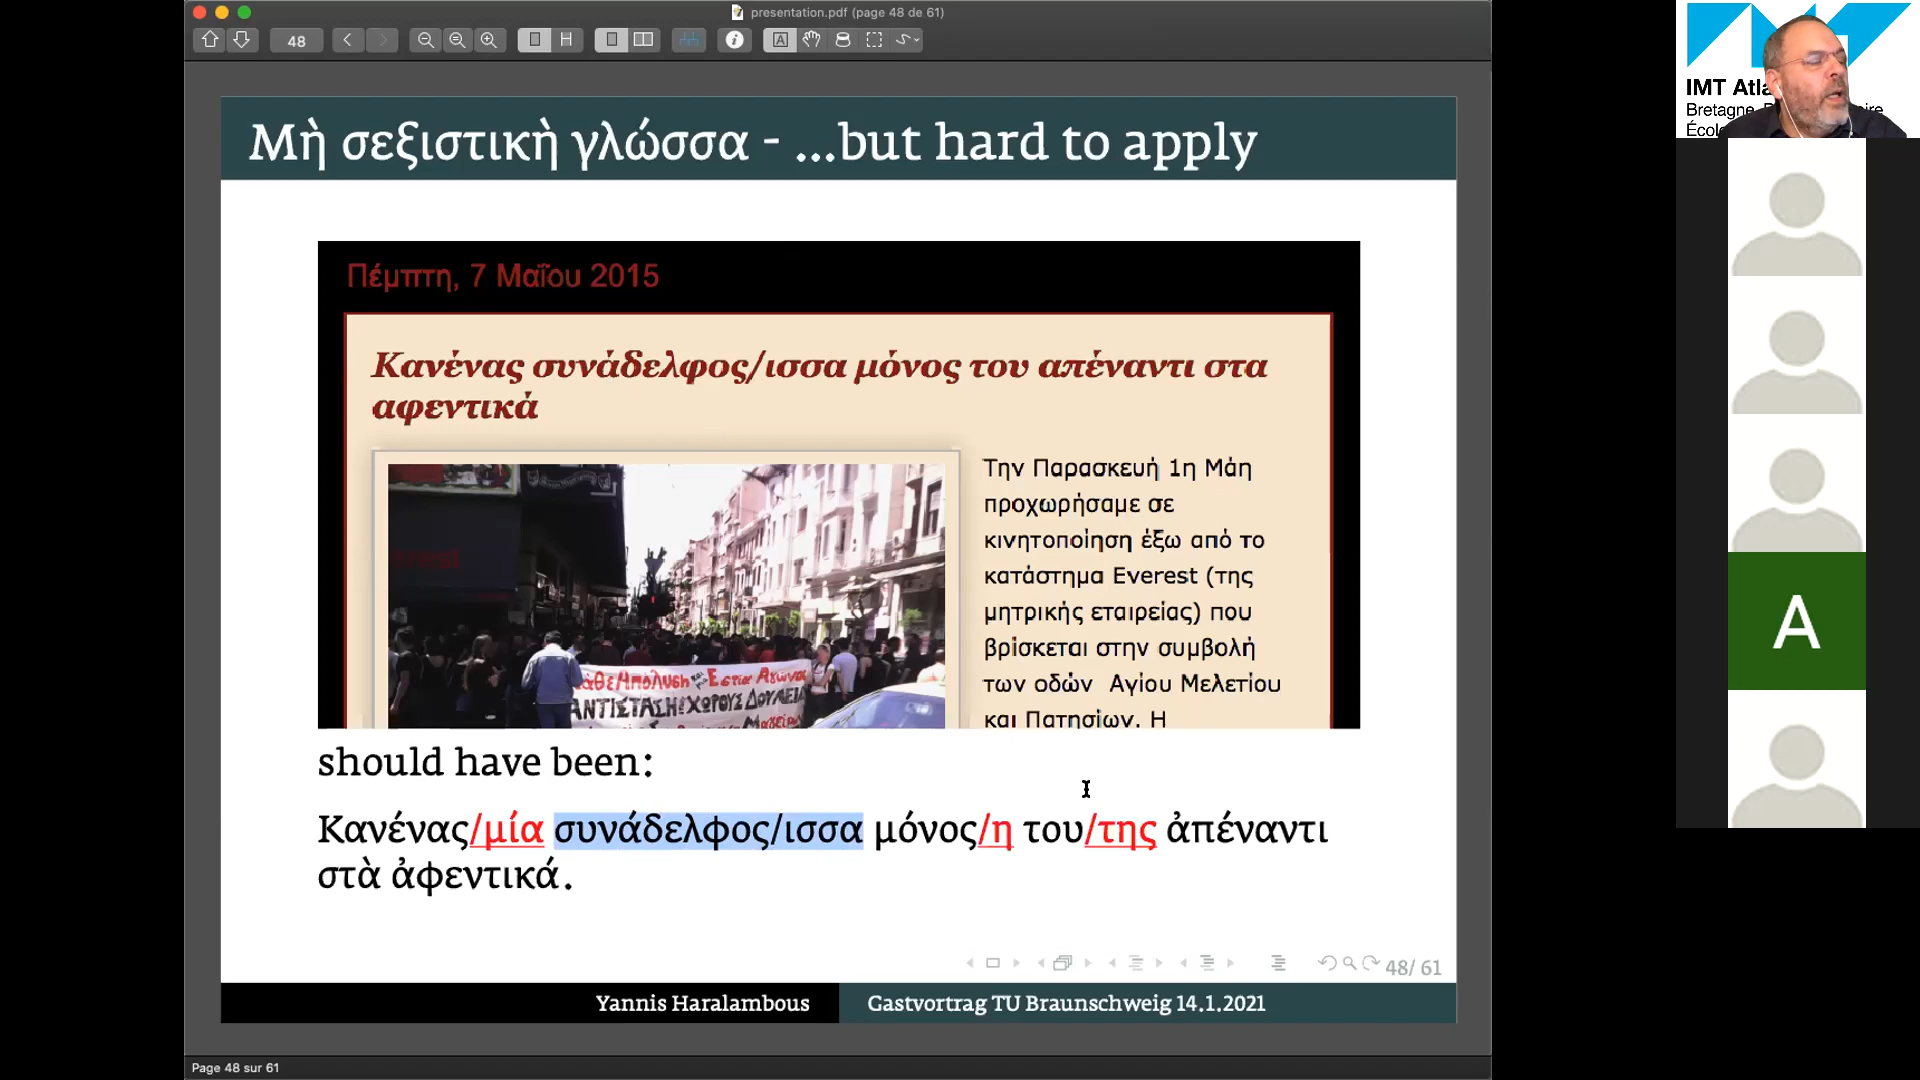 presentation.pdf (page 48 de 61)
48
Μὴ σεξιστικὴ γλώσσα - ...but hard to apply
Πέμπτη, 7 Μαΐου 2015
Κανένας συνάδελφος/ισσα μόνος του απέναντι στα
αφεντικά
Την Παρασκευή 1η Μάη
προχωρήσαμε σε
κινητοποίηση έξω από το
κατάστημα Everest (της
μητρικής εταιρείας) που
βρίσκεται στην συμβολή
των οδών Αγίου Μελετίου
και Πατησίων. Η
should have been:
Κανένας/μία συνάδελφος/ισσα μόνος/η του/της ἀπέναντι
στὰ ἀφεντικά.
48/ 61
Yannis Haralambous
Gastvortrag TU Braunschweig 14.1.2021
Page 48 sur 61
IMT
Bretagne
A